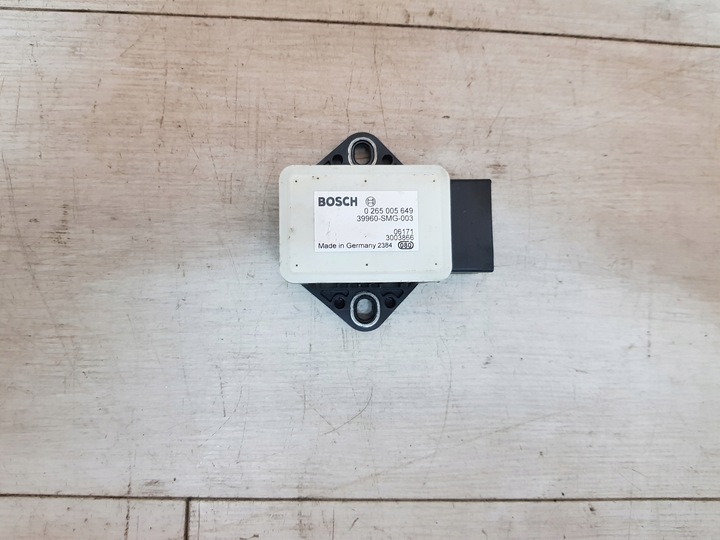 BOSCH
0 265 005 649
39960-SMG-003
06171
3003866
Made in Germany 2384